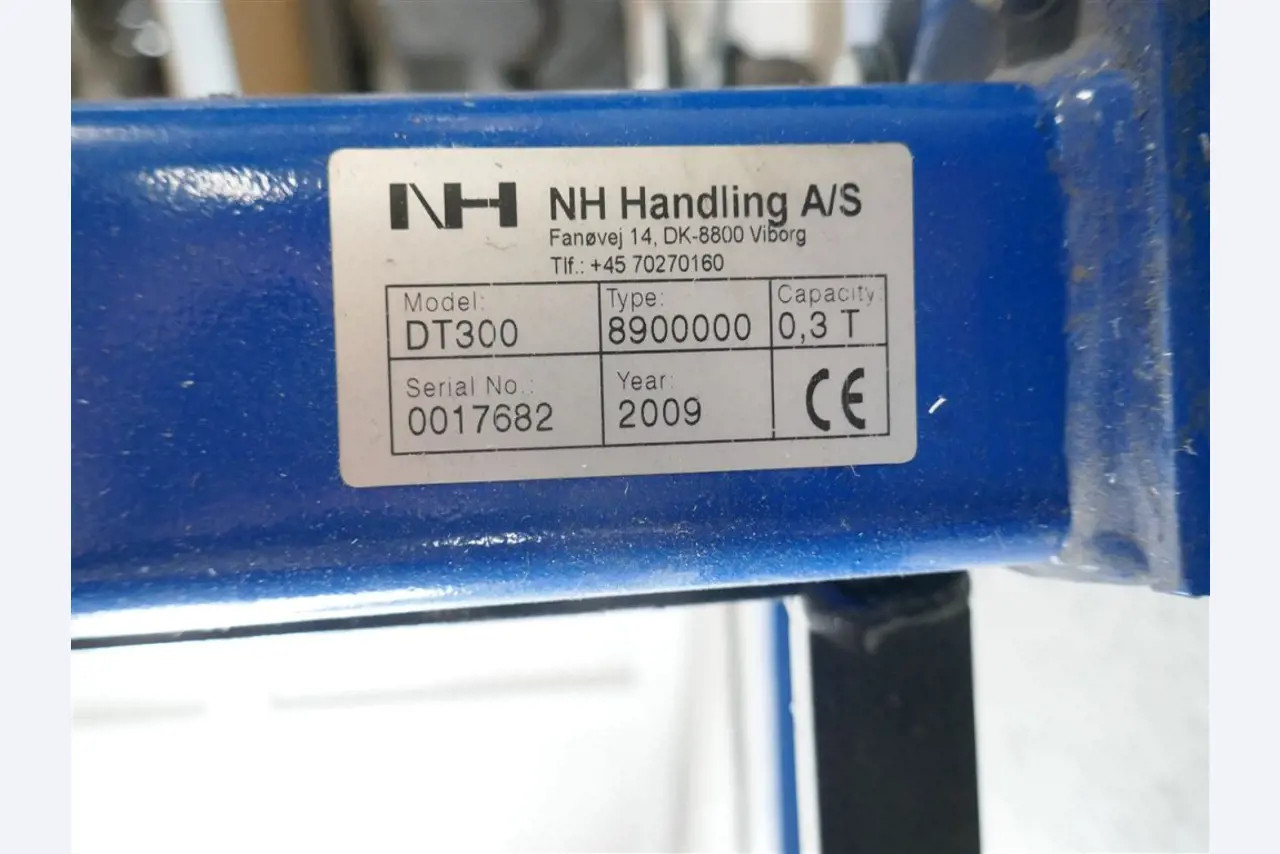 NH NH Handling A/S
Fanøvej 14, DK-8800 Viborg
Tlf.: +45 70270160
Model: Type: Capacity:
DT300 8900000 0,3 T
Serial No.: Year:
0017682 2009 CE